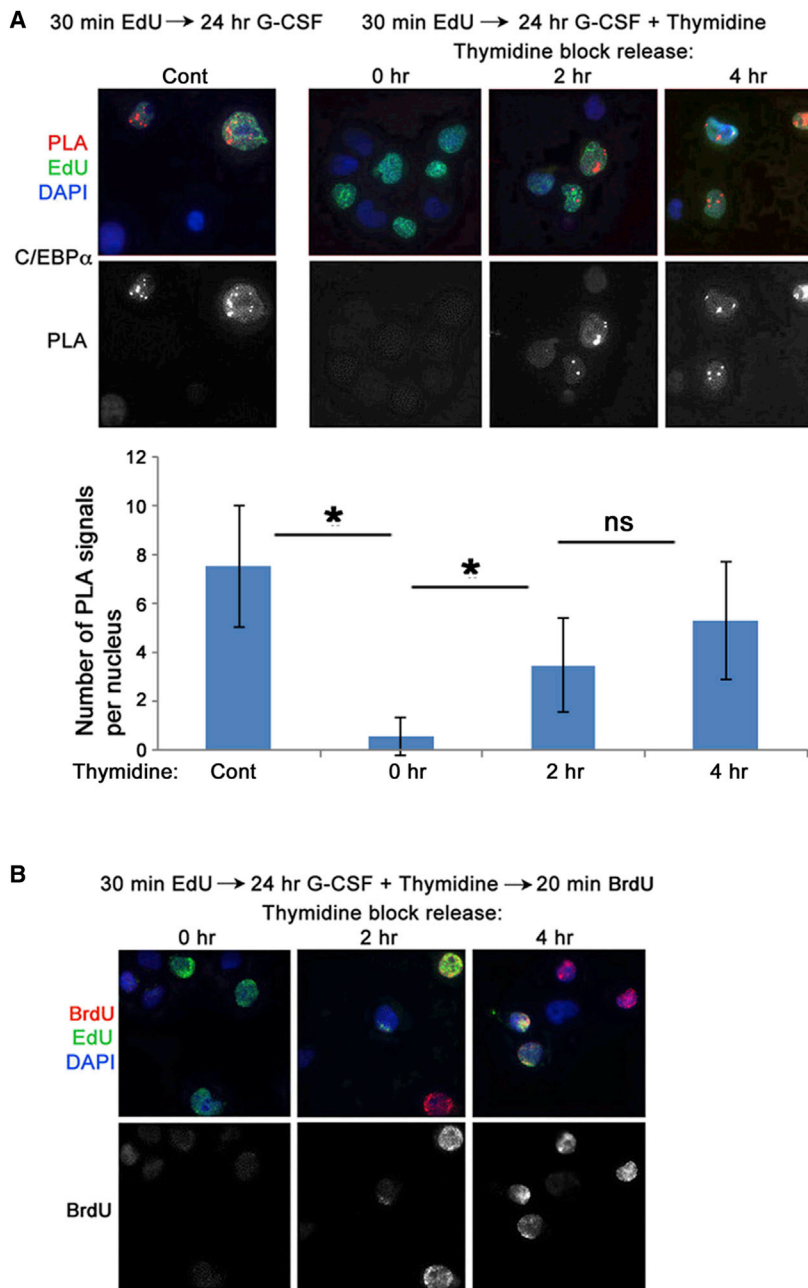 A
30 min EdU → 24 hr G-CSF
30 min EdU → 24 hr G-CSF + Thymidine
Thymidine block release:
Cont
0 hr
2 hr
4 hr
PLA
EdU
DAPI
C/EBPα
PLA
12
10
8
6
4
2
0
Number of PLA signals
per nucleus
*
*
ns
Thymidine: Cont 0 hr 2 hr 4 hr
B
30 min EdU → 24 hr G-CSF + Thymidine → 20 min BrdU
Thymidine block release:
0 hr 2 hr 4 hr
BrdU
EdU
DAPI
BrdU